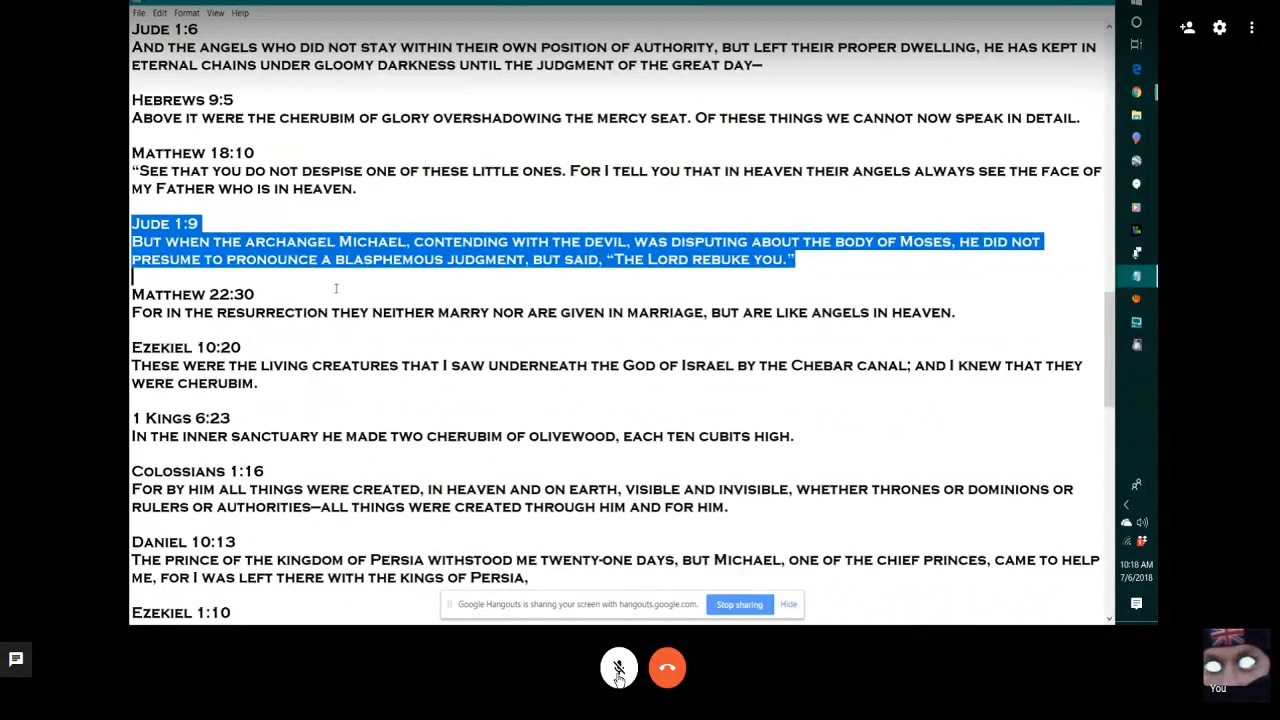 File Edit Format View Help
Jude 1:6
And the angels who did not stay within their own position of authority, but left their proper dwelling, he has kept in
eternal chains under gloomy darkness until the judgment of the great day—
Hebrews 9:5
Above it were the cherubim of glory overshadowing the mercy seat. Of these things we cannot now speak in detail.
Matthew 18:10
“See that you do not despise one of these little ones. For I tell you that in heaven their angels always see the face of
my Father who is in heaven.
Jude 1:9
But when the archangel Michael, contending with the devil, was disputing about the body of Moses, he did not
presume to pronounce a blasphemous judgment, but said, “The Lord rebuke you.”
Matthew 22:30
For in the resurrection they neither marry nor are given in marriage, but are like angels in heaven.
Ezekiel 10:20
These were the living creatures that I saw underneath the God of Israel by the Chebar canal; and I knew that they
were cherubim.
1 Kings 6:23
In the inner sanctuary he made two cherubim of olivewood, each ten cubits high.
Colossians 1:16
For by him all things were created, in heaven and on earth, visible and invisible, whether thrones or dominions or
rulers or authorities—all things were created through him and for him.
Daniel 10:13
The prince of the kingdom of Persia withstood me twenty-one days, but Michael, one of the chief princes, came to help
me, for I was left there with the kings of Persia,
Ezekiel 1:10
Google Hangouts is sharing your screen with hangouts.google.com. Stop sharing Hide
10:18 AM
7/6/2018
You